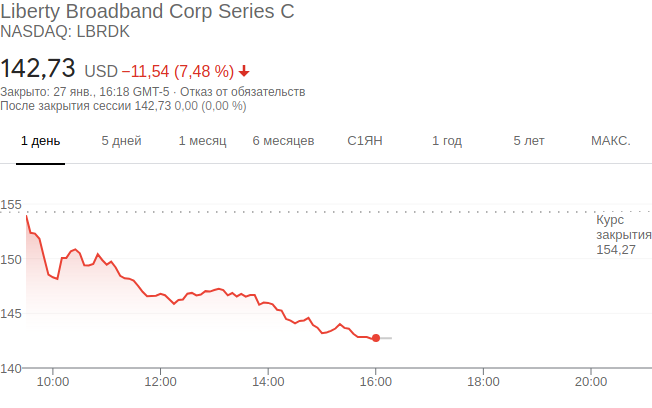 Liberty Broadband Corp Series C
NASDAQ: LBRDK
142,73 USD −11,54 (7,48 %)
Закрыто: 27 янв., 16:18 GMT-5 · Отказ от обязательств
После закрытия сессии 142,73 0,00 (0,00 %)
1 день 5 дней 1 месяц 6 месяцев С1ЯН 1 год 5 лет МАКС.
155
Курс
закрытия
154,27
150
145
140
10:00 12:00 14:00 16:00 18:00 20:00